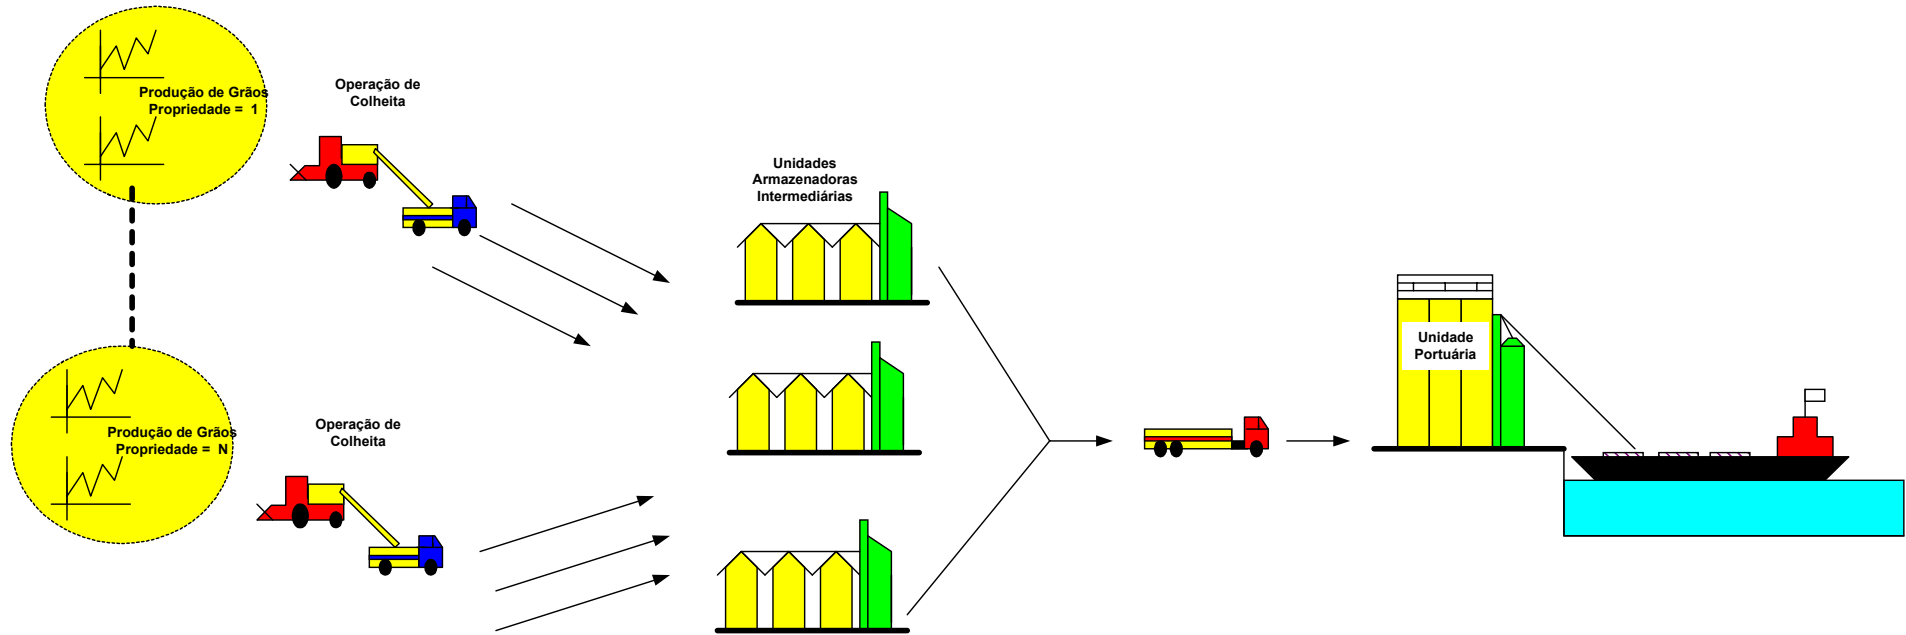 Produção de Grãos
Propriedade = 1
Operação de
Colheita
Unidades
Armazenadoras
Intermediárias
Unidade
Portuária
Produção de Grãos
Propriedade = N
Operação de
Colheita